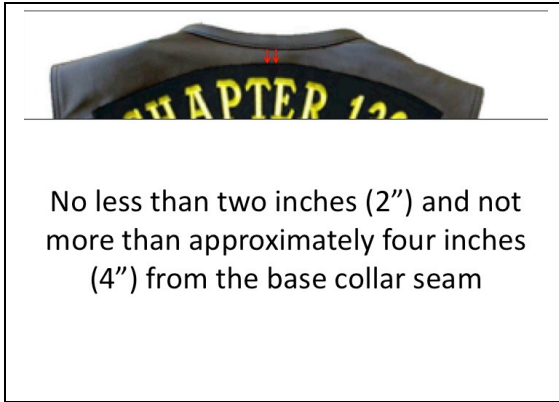 CHAPTER
No less than two inches (2”) and not
more than approximately four inches
(4”) from the base collar seam